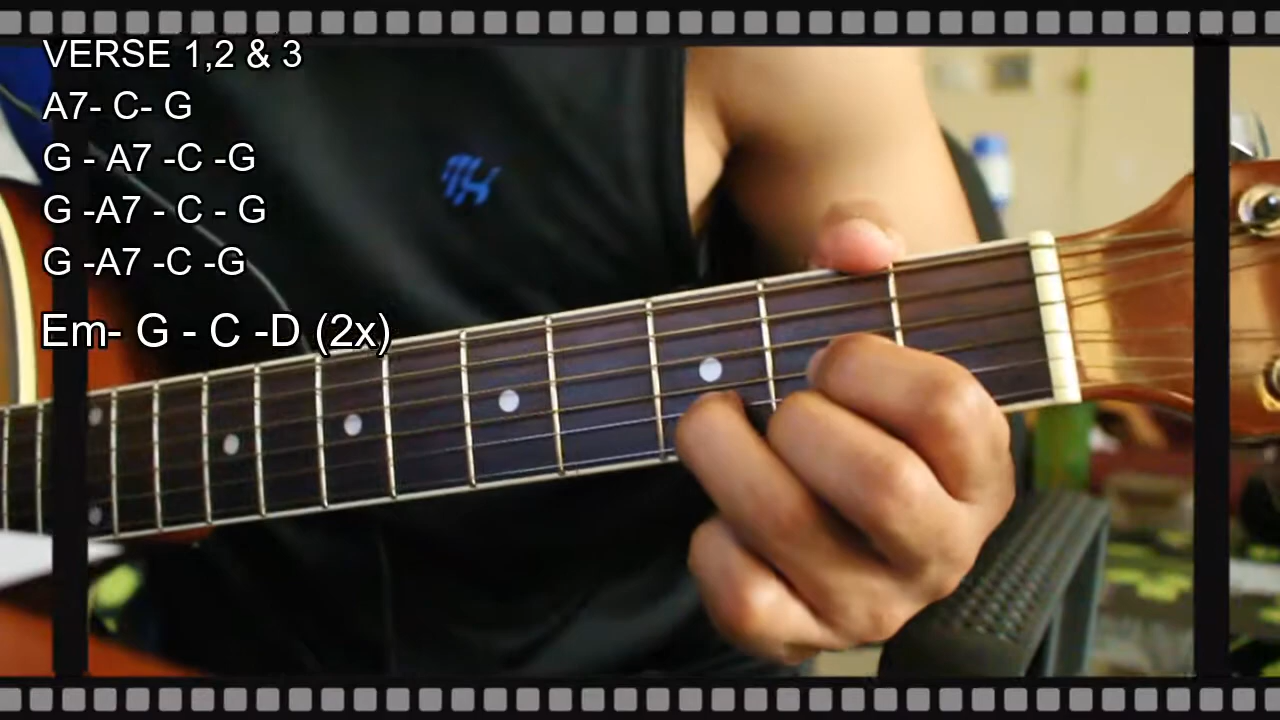 VERSE 1,2 & 3
A7- C- G
G - A7 -C -G
G -A7 - C - G
G -A7 -C -G
Em- G - C -D (2x)